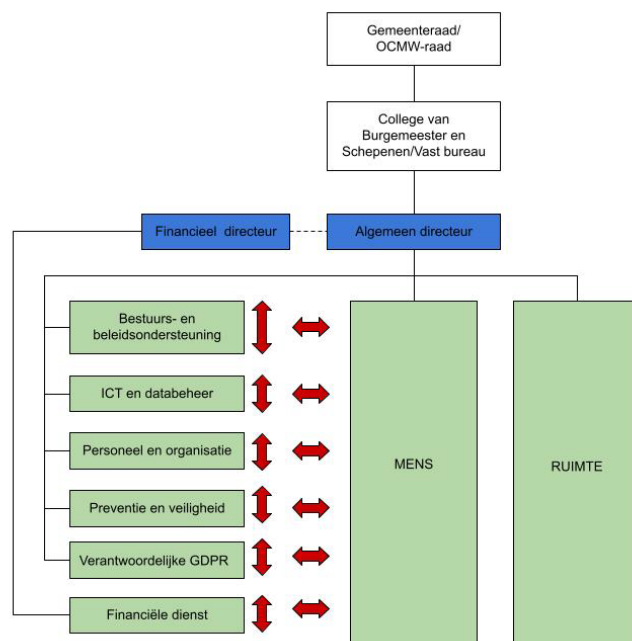 Gemeenteraad/
OCMW-raad
College van
Burgemeester en
Schepenen/Vast bureau
Financieel directeur
Algemeen directeur
Bestuurs- en
beleidsondersteuning
ICT en databeheer
Personeel en organisatie
Preventie en veiligheid
Verantwoordelijke GDPR
Financiële dienst
MENS
RUIMTE